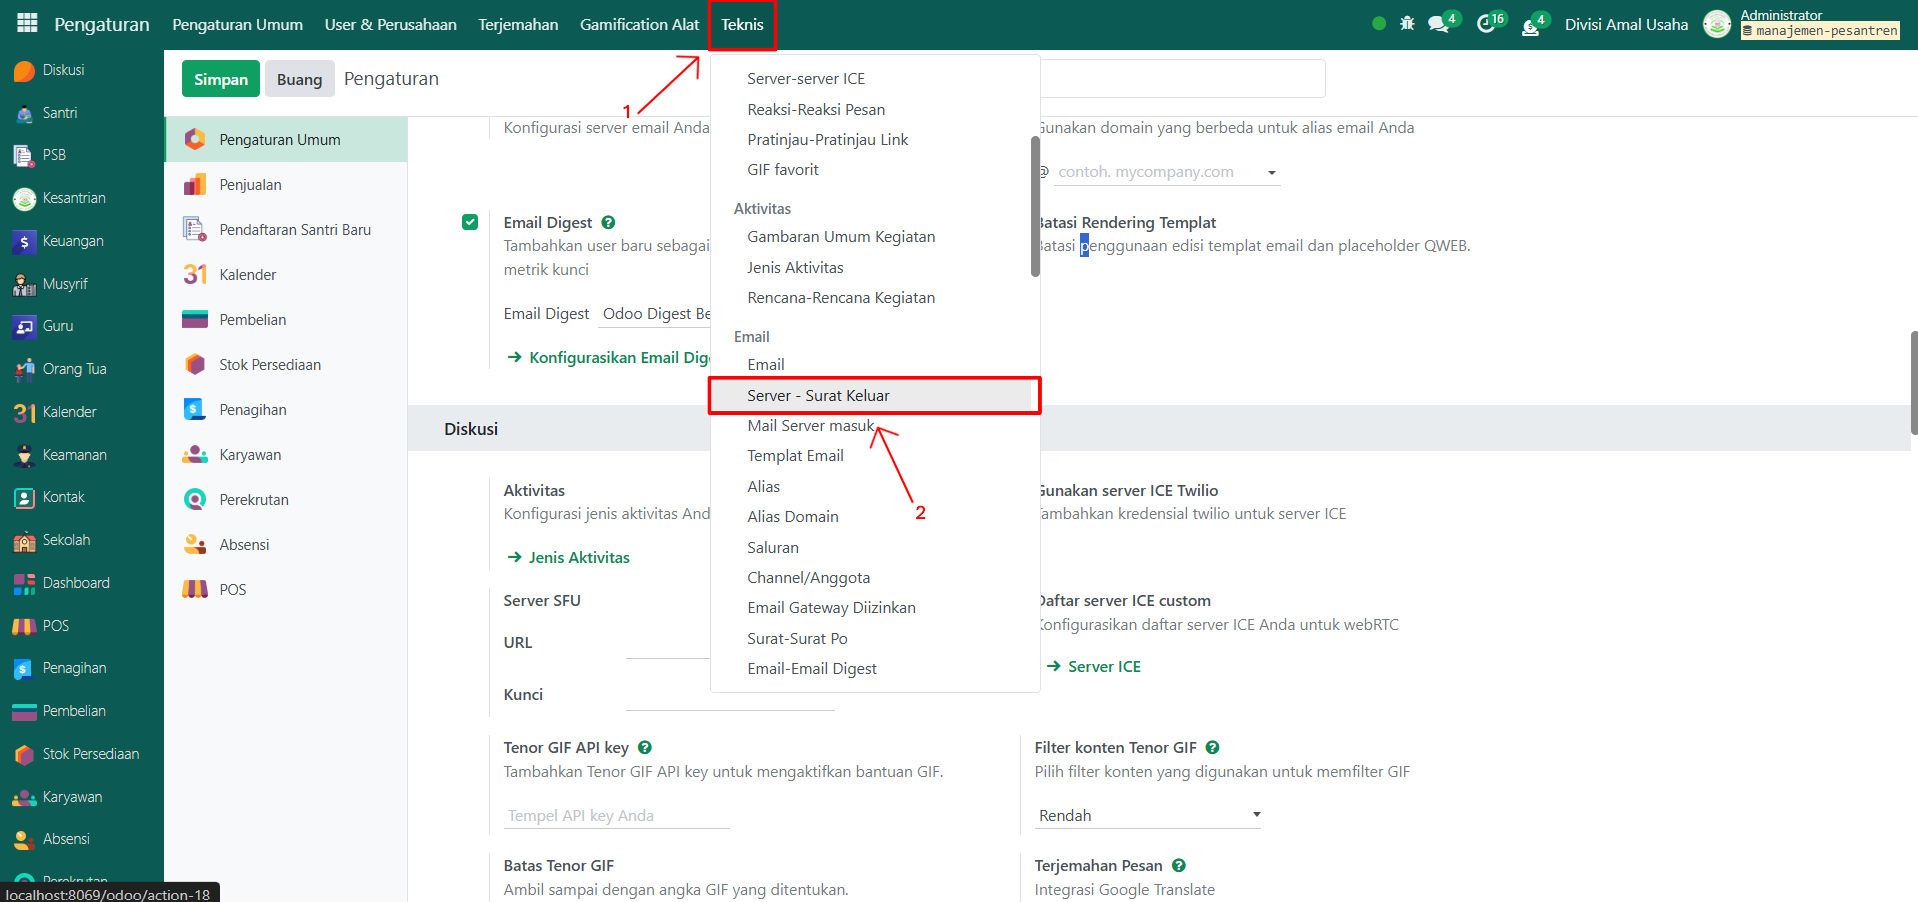 Pengaturan
Pengaturan Umum
User & Perusahaan
Terjemahan
Gamification Alat
Teknis
4
16
4
Divisi Amal Usaha
Administrator
manajemen-pesantren
Diskusi
Santri
PSB
Kesantrian
Keuangan
Musyrif
Guru
Orang Tua
Kalender
Keamanan
Kontak
Sekolah
Dashboard
POS
Penagihan
Pembelian
Stok Persediaan
Karyawan
Absensi
Perekrutan
localhost:8069/odoo/action-18
Simpan
Buang
Pengaturan
Pengaturan Umum
Penjualan
Pendaftaran Santri Baru
Kalender
Pembelian
Stok Persediaan
Penagihan
Karyawan
Perekrutan
Absensi
POS
1
Konfigurasi server email Anda
Gunakan domain yang berbeda untuk alias email Anda
@ contoh. mycompany.com
Email Digest
Tambahkan user baru sebagai
metrik kunci
Email Digest
Odoo Digest Be
Konfigurasikan Email Dig
Batasi Rendering Templat
Batasi penggunaan edisi templat email dan placeholder QWEB.
Server-server ICE
Reaksi-Reaksi Pesan
Pratinjau-Pratinjau Link
GIF favorit
Aktivitas
Gambaran Umum Kegiatan
Jenis Aktivitas
Rencana-Rencana Kegiatan
Email
Email
Server - Surat Keluar
Mail Server masuk
Templat Email
Alias
Alias Domain
Saluran
Channel/Anggota
Email Gateway Diizinkan
Surat-Surat Po
Email-Email Digest
2
Diskusi
Aktivitas
Konfigurasi jenis aktivitas And
Jenis Aktivitas
Gunakan server ICE Twilio
Tambahkan kredensial twilio untuk server ICE
Server SFU
URL
Kunci
Daftar server ICE custom
Konfigurasikan daftar server ICE Anda untuk webRTC
Server ICE
Tenor GIF API key
Tambahkan Tenor GIF API key untuk mengaktifkan bantuan GIF.
Tempel API key Anda
Filter konten Tenor GIF
Pilih filter konten yang digunakan untuk memfilter GIF
Rendah
Batas Tenor GIF
Ambil sampai dengan angka GIF yang ditentukan.
Terjemahan Pesan
Integrasi Google Translate